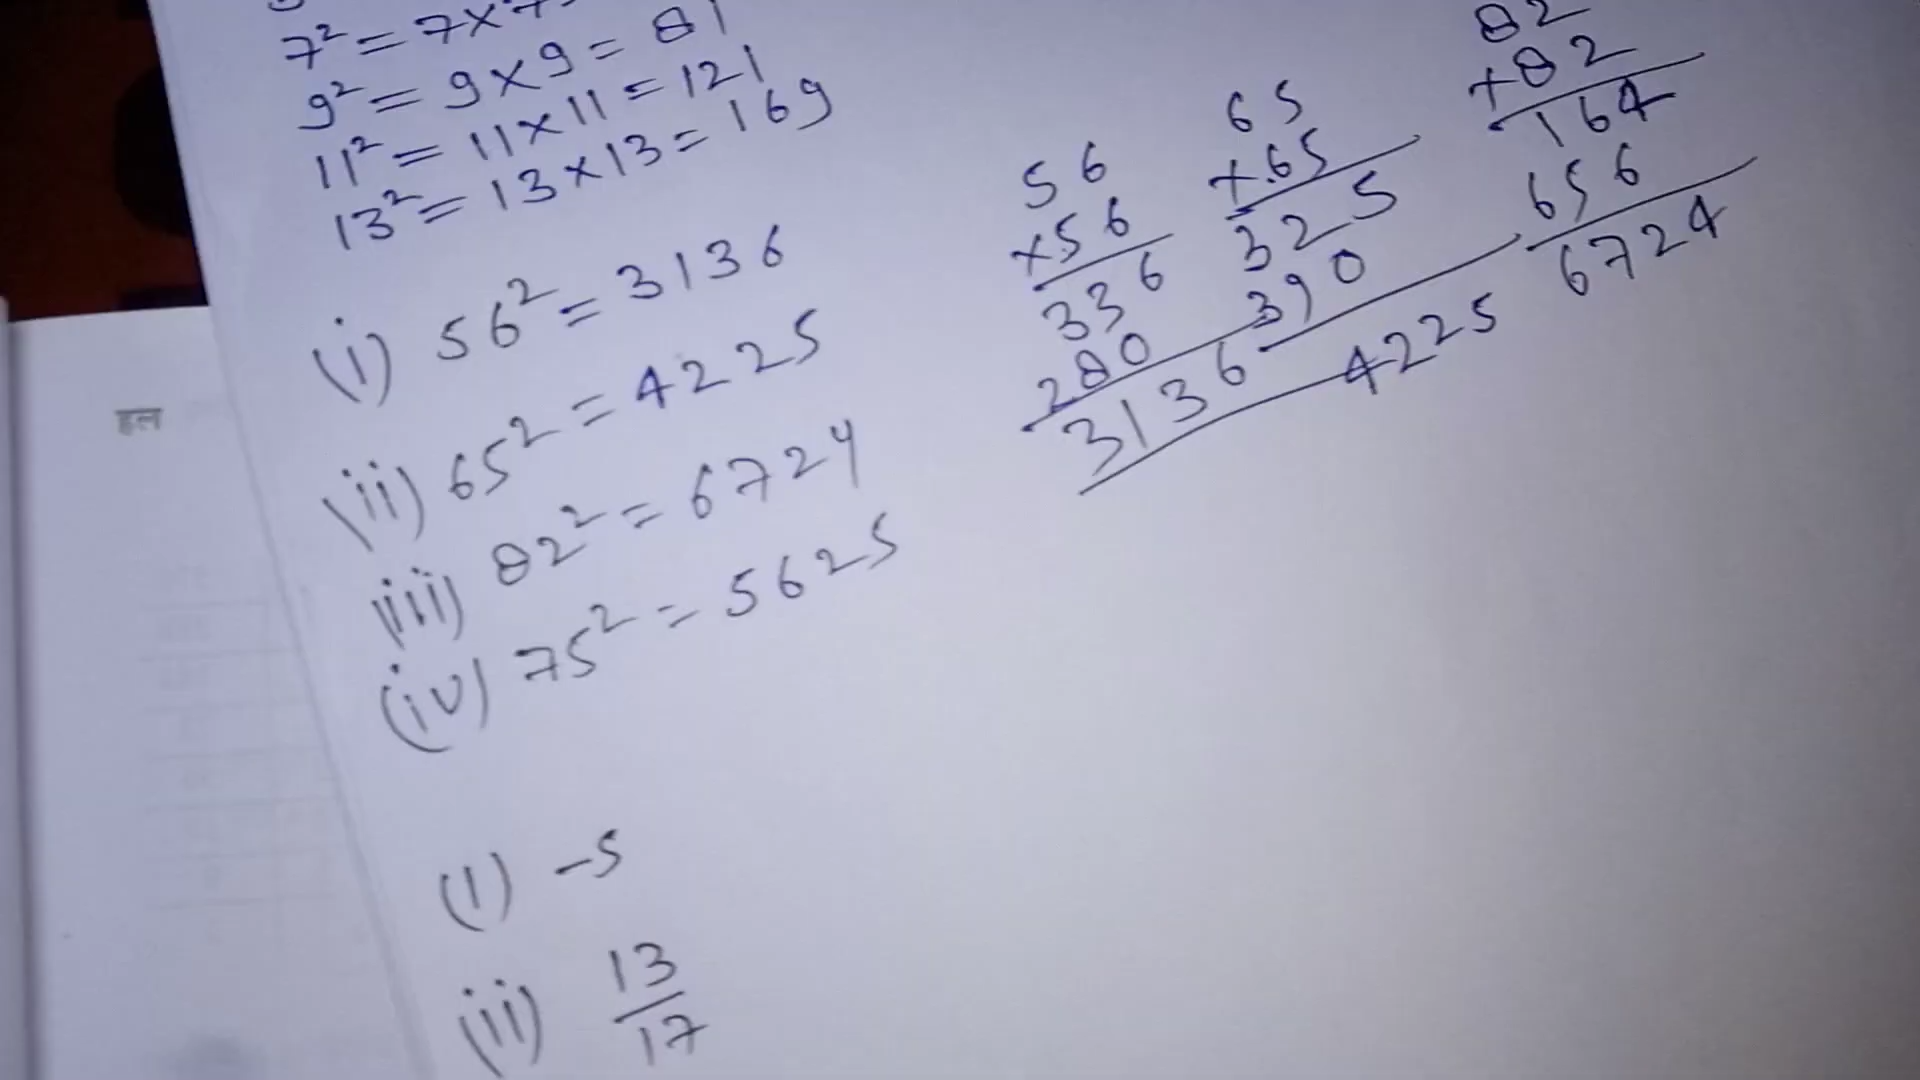 7² = 7×7
9² = 9×9 = 81
11² = 11×11 = 121
13² = 13×13 = 169
(i) 56² = 3136
(ii) 65² = 4225
(iii) 82² = 6724
(iv) 75² = 5625
(1) -5
(ii) 13
17
56
×56
336
280
3136
65
×65
325
390
4225
82
×82
164
656
6724
हल